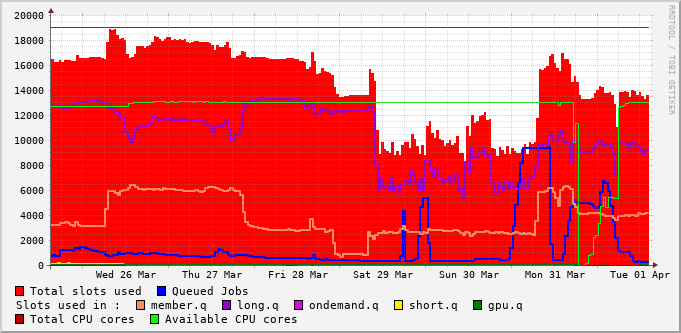 RRDTOOL / TOBI OETIKER
20000
18000
16000
14000
12000
10000
8000
6000
4000
2000
0
Wed 26 Mar Thu 27 Mar Fri 28 Mar Sat 29 Mar Sun 30 Mar Mon 31 Mar Tue 01 Apr
Total slots used Queued Jobs
Slots used in : member.q long.q ondemand.q short.q gpu.q
Total CPU cores Available CPU cores